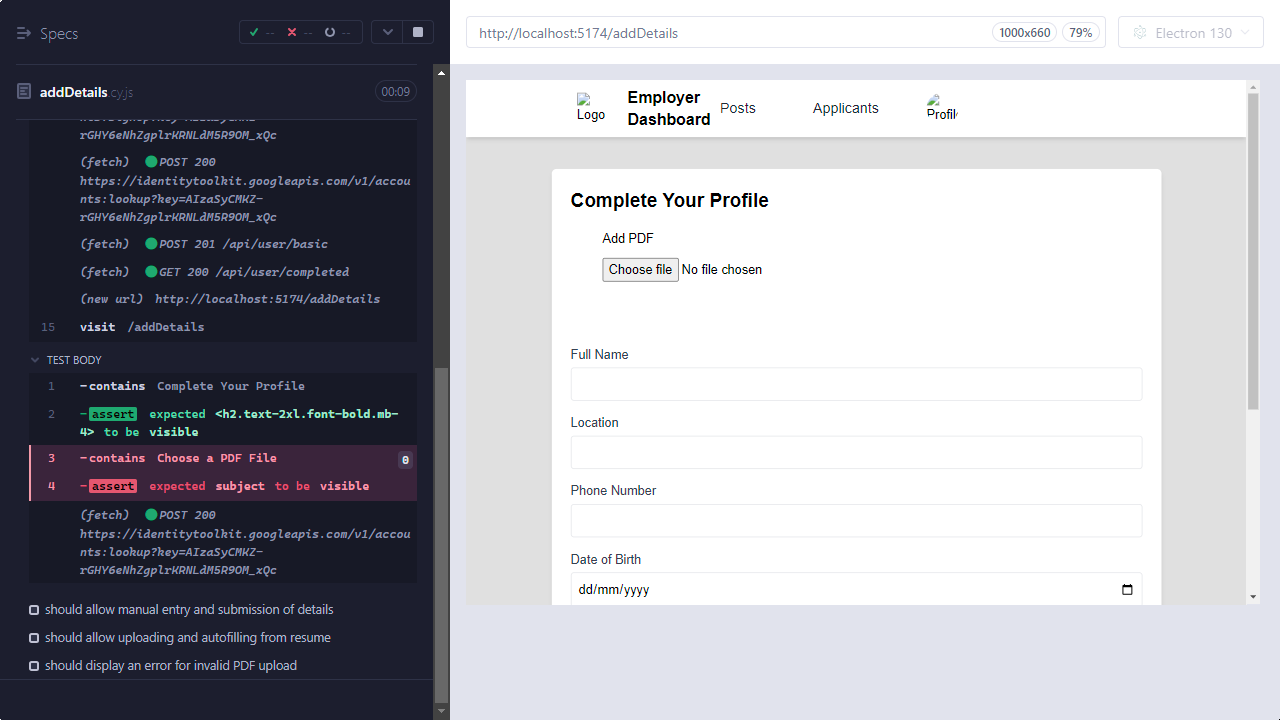 Specs
-- -- --
addDetails.cy.js
00:09
rGHY6eNhZgplrKRNLdM5R9OM_xQc
(fetch) POST 200
https://identitytoolkit.googleapis.com/v1/accou
nts:lookup?key=AIzaSyCMKZ-
rGHY6eNhZgplrKRNLdM5R9OM_xQc
(fetch) POST 201 /api/user/basic
(fetch) GET 200 /api/user/completed
(new url) http://localhost:5174/addDetails
15 visit /addDetails
TEST BODY
1 -contains Complete Your Profile
2 -assert expected <h2.text-2xl.font-bold.mb-
4> to be visible
3 -contains Choose a PDF File 0
4 -assert expected subject to be visible
(fetch) POST 200
https://identitytoolkit.googleapis.com/v1/accou
nts:lookup?key=AIzaSyCMKZ-
rGHY6eNhZgplrKRNLdM5R9OM_xQc
should allow manual entry and submission of details
should allow uploading and autofilling from resume
should display an error for invalid PDF upload
http://localhost:5174/addDetails
1000x660
79%
Electron 130
Logo
Employer
Dashboard
Posts
Applicants
Profil
Complete Your Profile
Add PDF
Choose file No file chosen
Full Name
Location
Phone Number
Date of Birth
dd/mm/yyyy